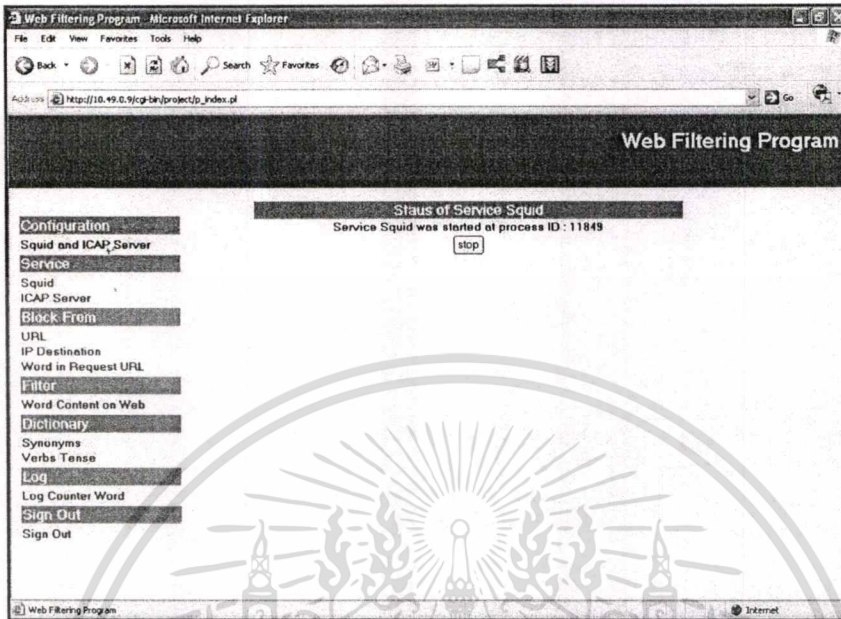 Web Filtering Program - Microsoft Internet Explorer
File Edit View Favorites Tools Help
Back Search Favorites
Address http://10.49.0.9/cgi-bin/project/p_index.pl Go
Web Filtering Program
Staus of Service Squid
Service Squid was started at process ID : 11849
stop
Configuration
Squid and ICAP Server
Service
Squid
ICAP Server
Block From
URL
IP Destination
Word in Request URL
Filter
Word Content on Web
Dictionary
Synonyms
Verbs Tense
Log
Log Counter Word
Sign Out
Sign Out
Web Filtering Program Internet